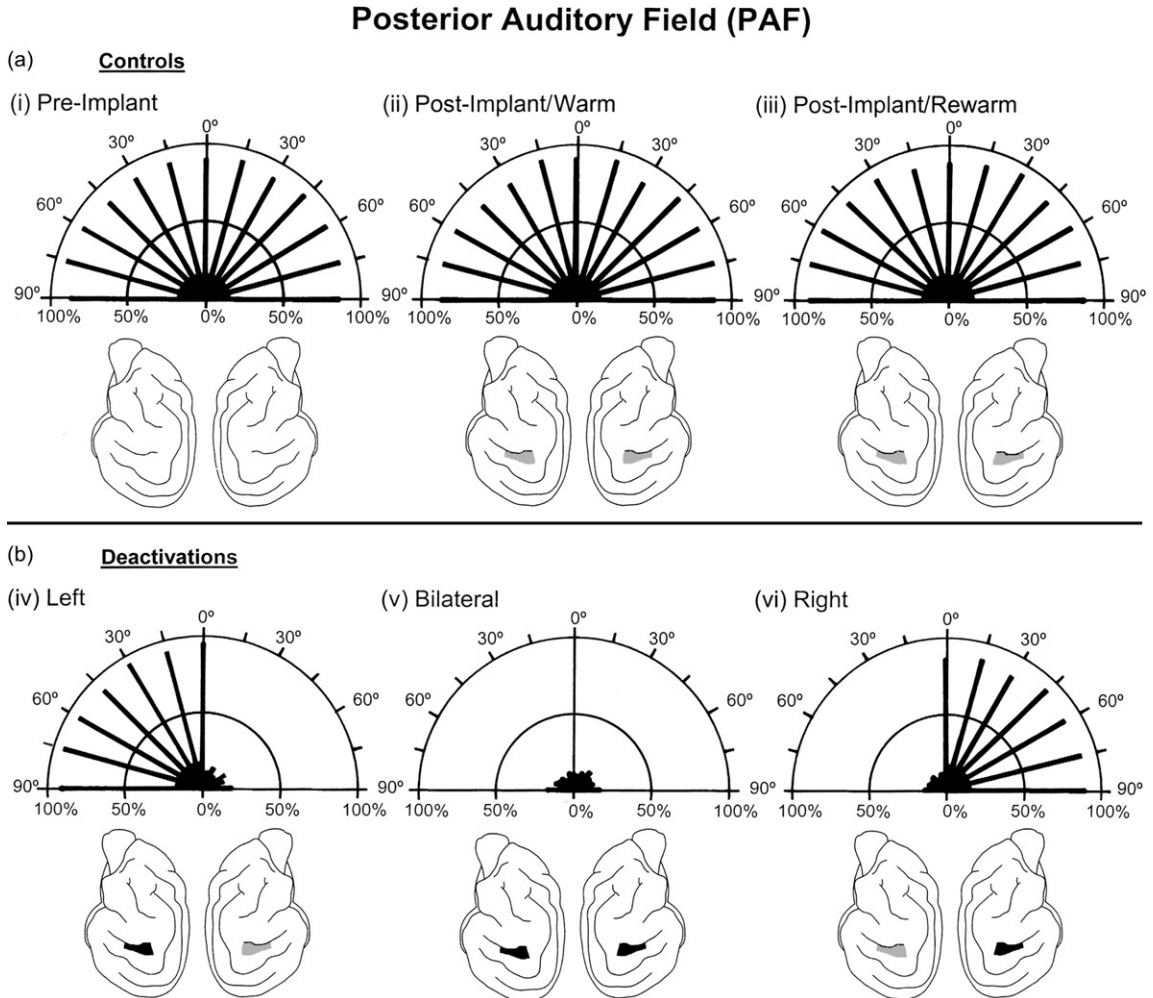 Posterior Auditory Field (PAF)
(a) Controls
(i) Pre-Implant
0º
30º 30º
60º 60º
90º 90º
100% 50% 0% 50% 100%
(ii) Post-Implant/Warm
0º
30º 30º
60º 60º
90º
100% 50% 0% 50% 100%
(iii) Post-Implant/Rewarm
0º
30º 30º
60º 60º
90º 90º
100% 50% 0% 50% 100%
(b) Deactivations
(iv) Left
0º
30º 30º
60º 60º
90º 90º
100% 50% 0% 50% 100%
(v) Bilateral
0º
30º 30º
60º 60º
90º
100% 50% 0% 50% 100%
(vi) Right
0º
30º 30º
60º 60º
90º
100% 50% 0% 50% 100%